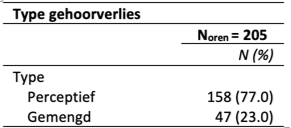 Type gehoorverlies
Noren = 205
N (%)
Type
Perceptief 158 (77.0)
Gemengd 47 (23.0)